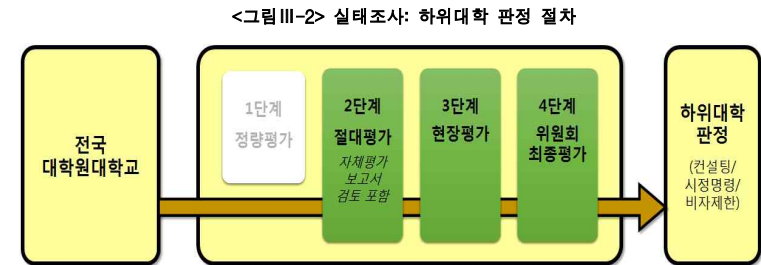 <그림Ⅲ-2> 실태조사: 하위대학 판정 절차
전국
대학원대학교
1단계
정량평가
2단계
절대평가
자체평가
보고서
검토 포함
3단계
현장평가
4단계
위원회
최종평가
하위대학
판정
(컨설팅/
시정명령/
비자제한)